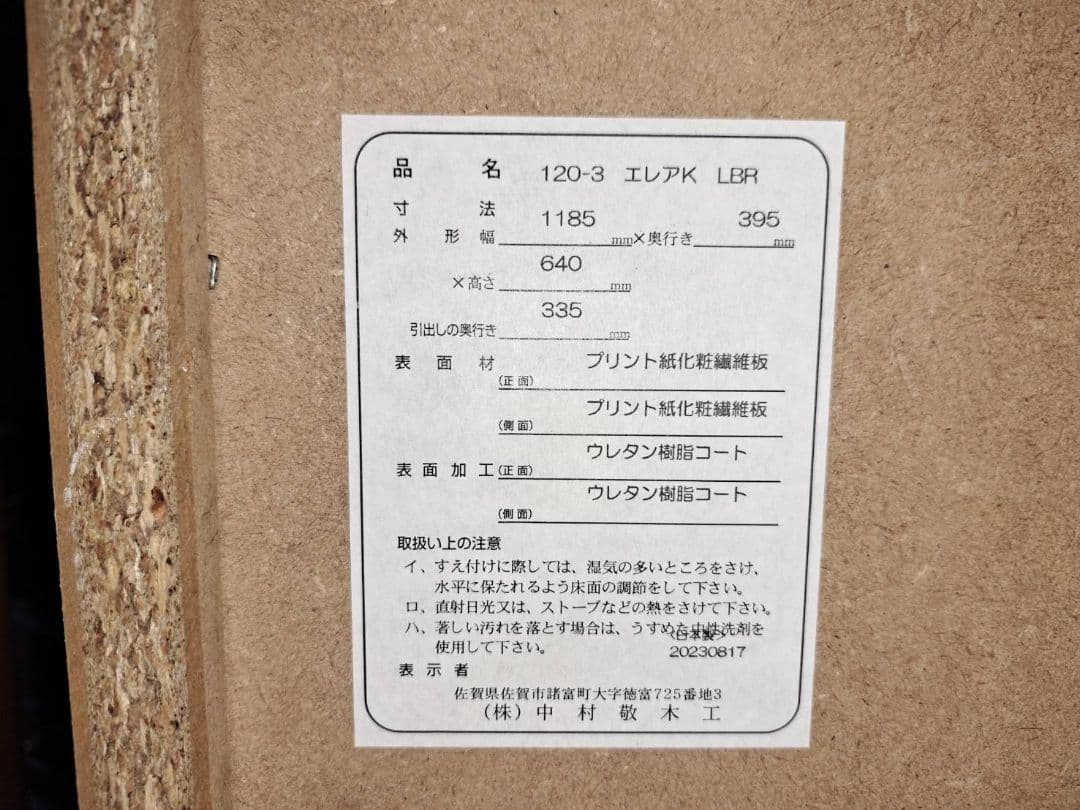 品名 120-3 エレアK LBR
寸法
外形幅 1185 mm×奥行き 395 mm
×高さ 640 mm
引出しの奥行き 335 mm
表面材 (正面) プリント紙化粧繊維板
(側面) プリント紙化粧繊維板
表面加工 (正面) ウレタン樹脂コート
(側面) ウレタン樹脂コート
取扱い上の注意
イ、すえ付けに際しては、湿気の多いところをさけ、
水平に保たれるよう床面の調節をして下さい。
ロ、直射日光又は、ストーブなどの熱をさけて下さい。
ハ、著しい汚れを落とす場合は、うすめた中性洗剤を
使用して下さい。
<日本製>
20230817
表示者
佐賀県佐賀市諸富町大字徳富725番地3
(株)中村敬木工